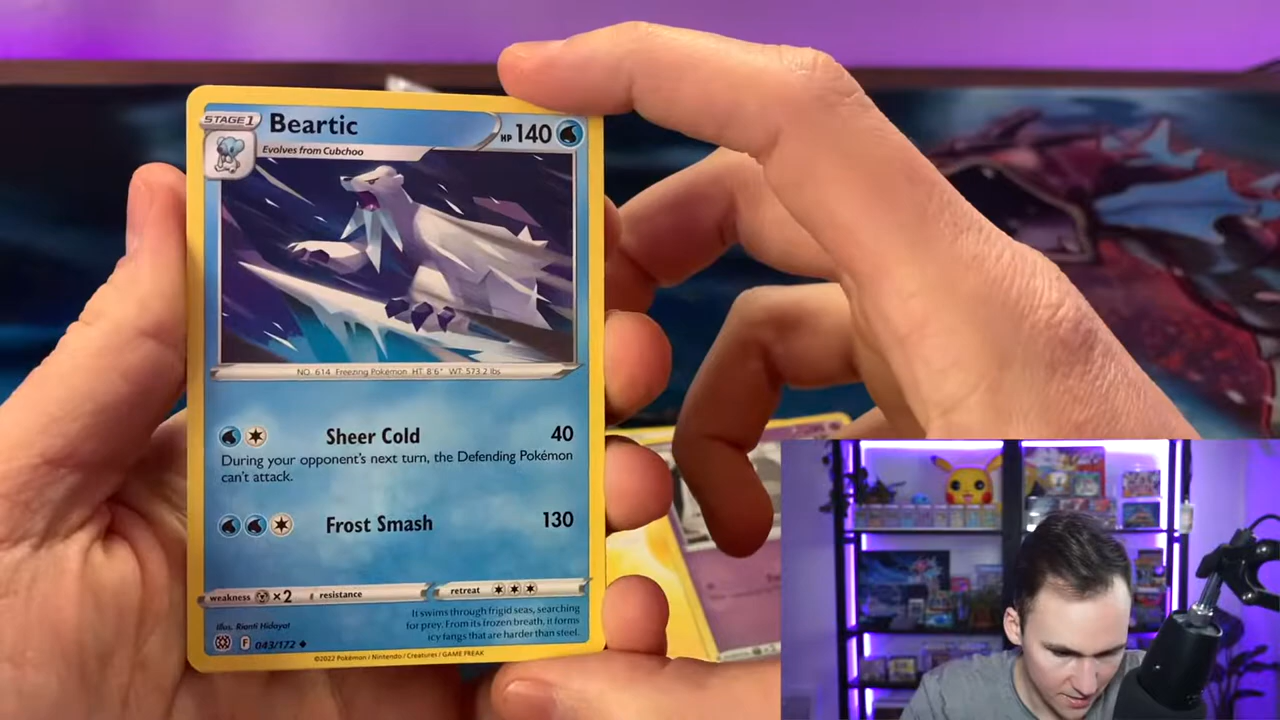 STAGE 1
Beartic
HP 140
Evolves from Cubchoo
NO. 614 Freezing Pokémon HT: 8'6" WT: 573.2 lbs
Sheer Cold 40
During your opponent's next turn, the Defending Pokémon
can't attack.
Frost Smash 130
weakness ×2 resistance retreat
Illus. Rianti Hidayat
It swims through frigid seas, searching
for prey. From its frozen breath, it forms
icy fangs that are harder than steel.
F 043/172
©2022 Pokémon / Nintendo / Creatures / GAME FREAK